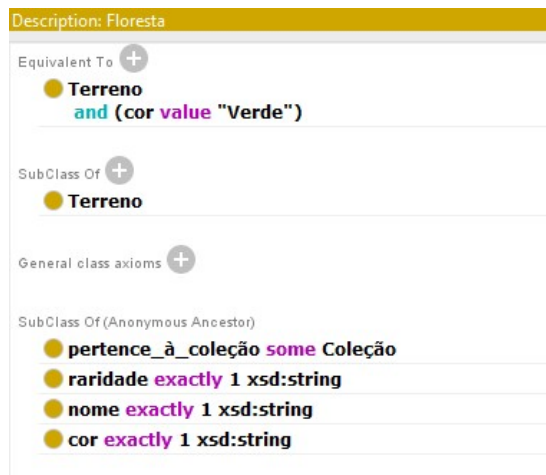 Description: Floresta
Equivalent To
Terreno
and (cor value "Verde")
SubClass Of
Terreno
General class axioms
SubClass Of (Anonymous Ancestor)
pertence_à_coleção some Coleção
raridade exactly 1 xsd:string
nome exactly 1 xsd:string
cor exactly 1 xsd:string